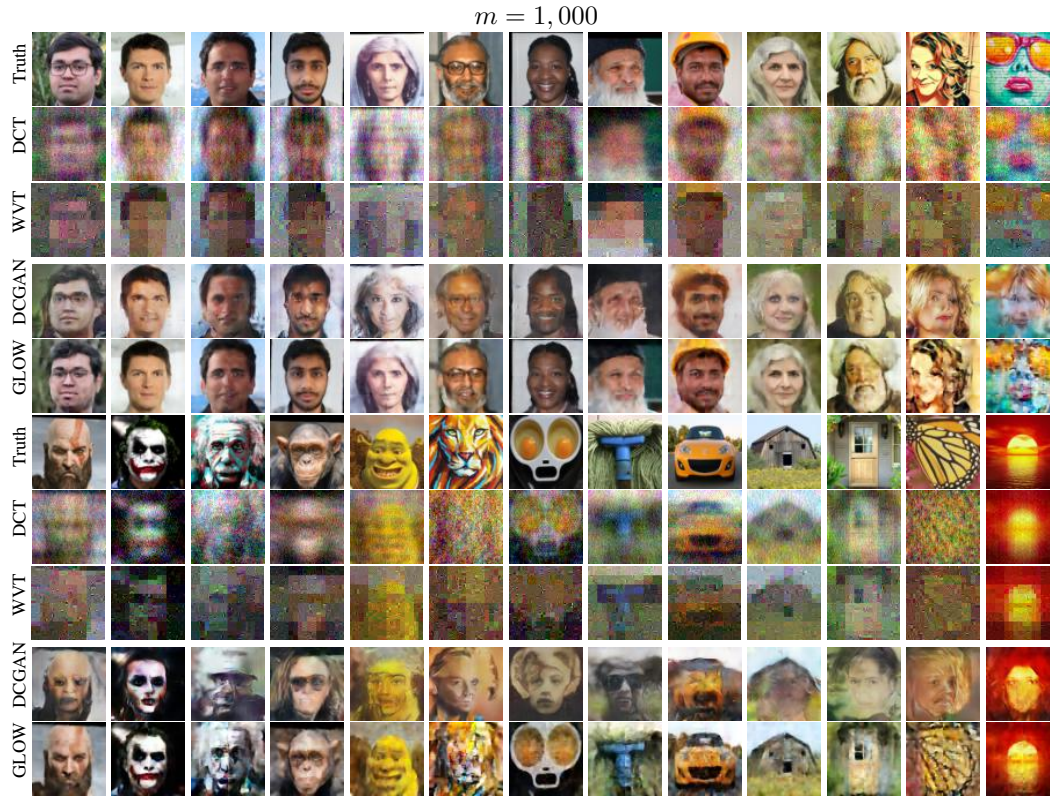 m = 1,000
Truth
DCT
WVT
DCGAN
GLOW
Truth
DCT
WVT
DCGAN
GLOW